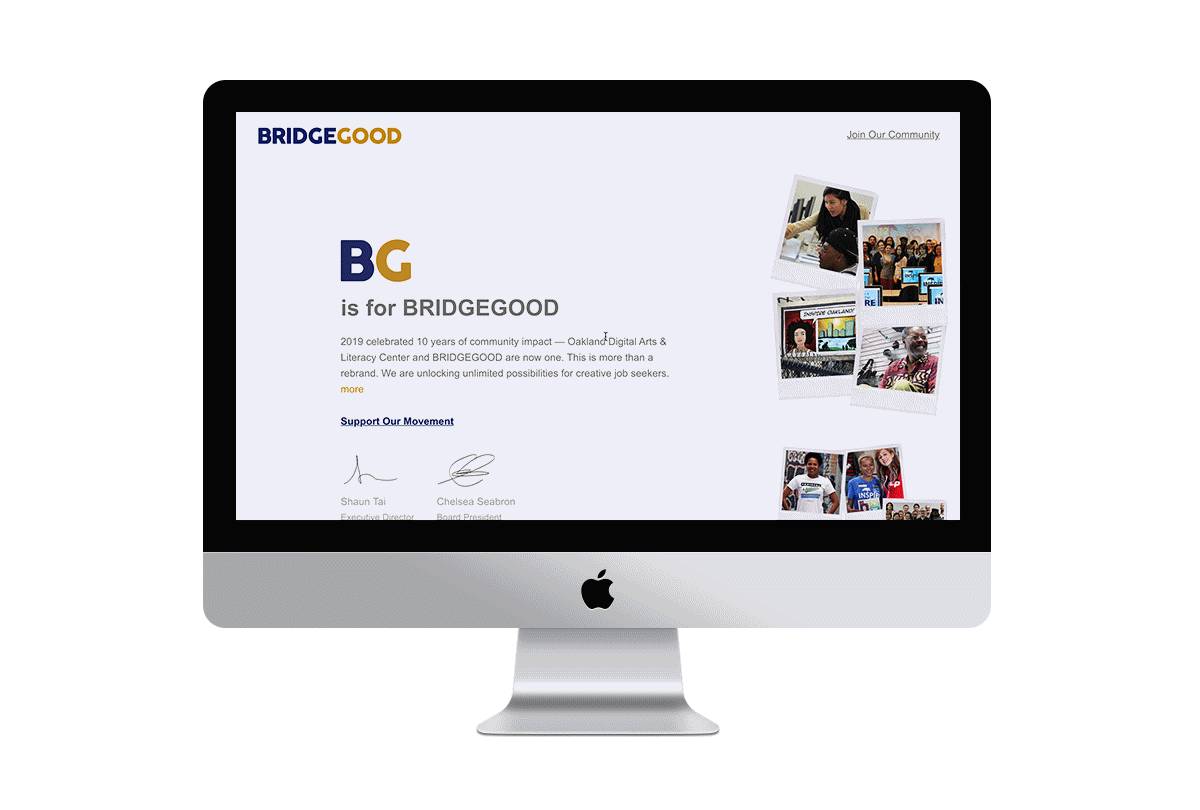 BRIDGEGOOD
Join Our Community
BG
is for BRIDGEGOOD
2019 celebrated 10 years of community impact — Oakland Digital Arts &
Literacy Center and BRIDGEGOOD are now one. This is more than a
rebrand. We are unlocking unlimited possibilities for creative job seekers.
more
Support Our Movement
Shaun Tai
Chelsea Seabron
Executive Director
Board President
INSPIRE OAKLAND!